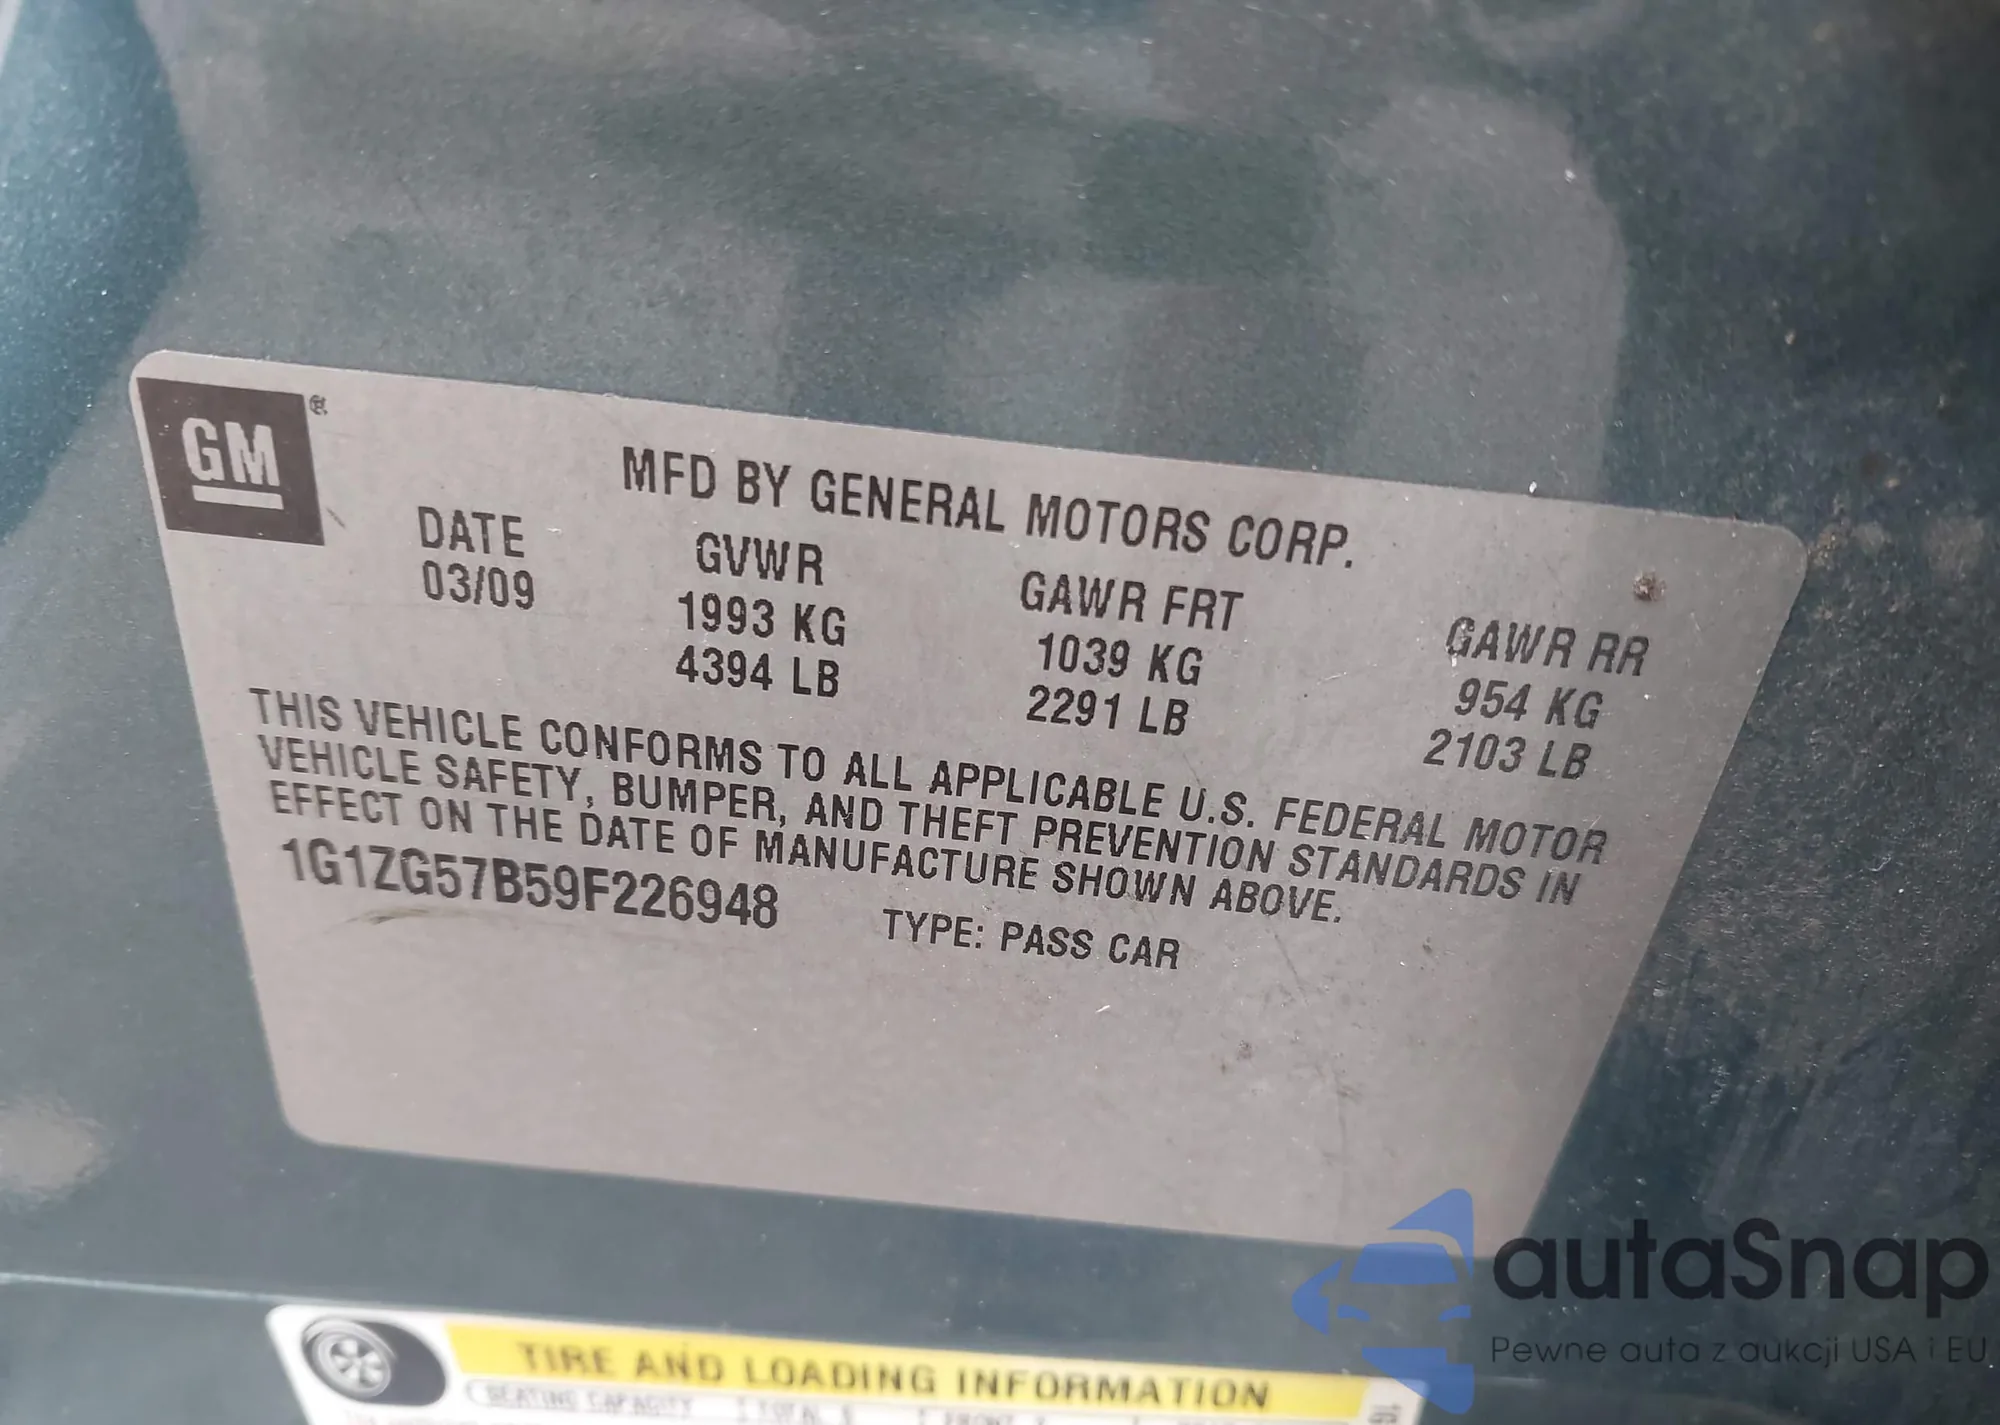 GM ®
MFD BY GENERAL MOTORS CORP.
DATE GVWR GAWR FRT GAWR RR
03/09 1993 KG 1039 KG 954 KG
4394 LB 2291 LB 2103 LB
THIS VEHICLE CONFORMS TO ALL APPLICABLE U.S. FEDERAL MOTOR
VEHICLE SAFETY, BUMPER, AND THEFT PREVENTION STANDARDS IN
EFFECT ON THE DATE OF MANUFACTURE SHOWN ABOVE.
1G1ZG57B59F226948 TYPE: PASS CAR
TIRE AND LOADING INFORMATION
SEATING CAPACITY
autaSnap
Pewne auta z aukcji USA i EU